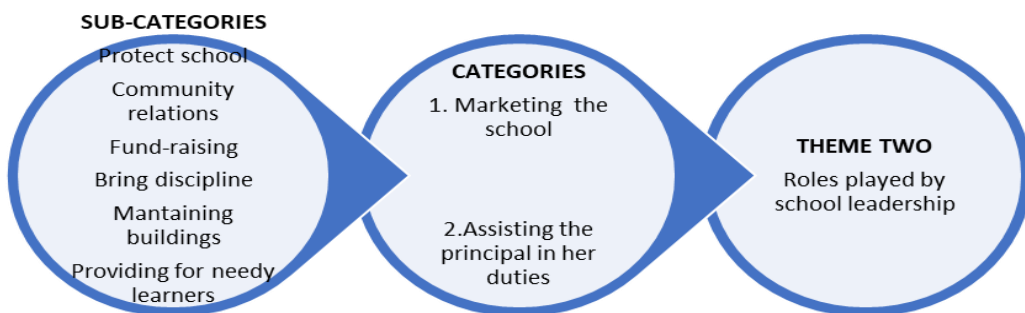 SUB-CATEGORIES
Protect school
Community
relations
Fund-raising
Bring discipline
Mantaining
buildings
Providing for needy
learners
CATEGORIES
1. Marketing the
school
2.Assisting the
principal in her
duties
THEME TWO
Roles played by
school leadership